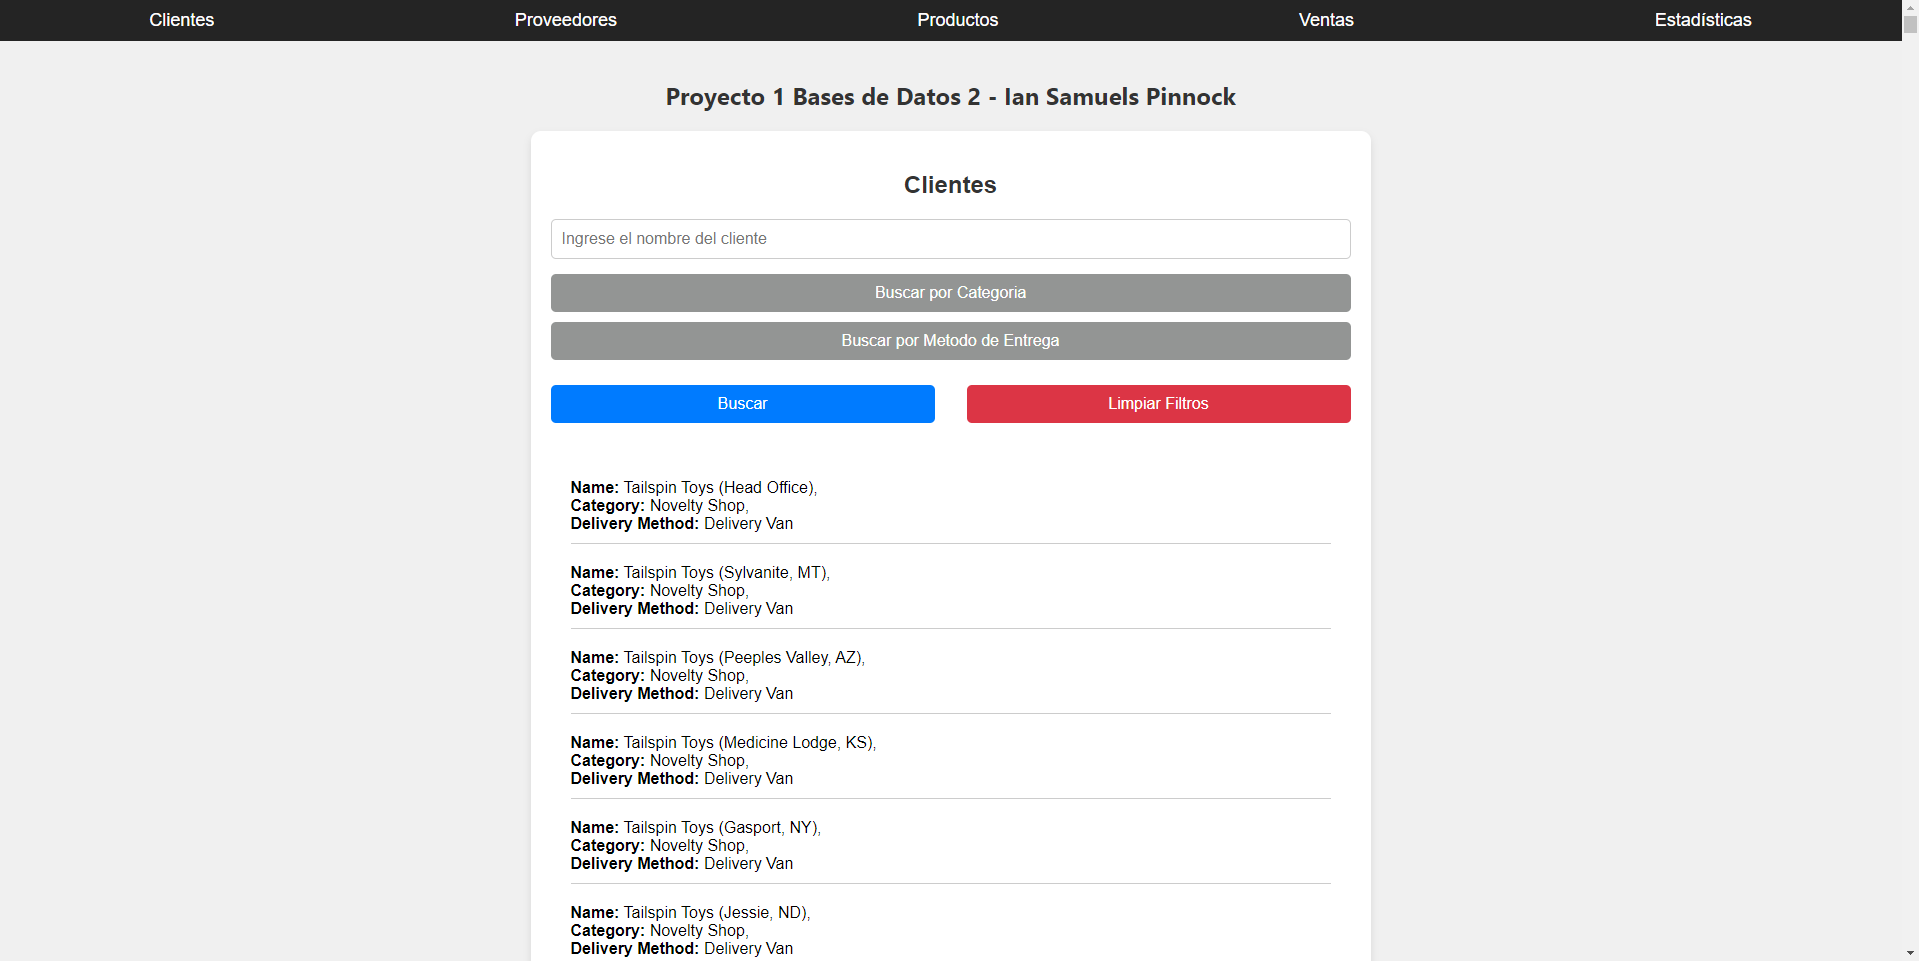 Clientes Proveedores Productos Ventas Estadísticas
Proyecto 1 Bases de Datos 2 - Ian Samuels Pinnock
Clientes
Ingrese el nombre del cliente
Buscar por Categoria
Buscar por Metodo de Entrega
Buscar Limpiar Filtros
Name: Tailspin Toys (Head Office),
Category: Novelty Shop,
Delivery Method: Delivery Van
Name: Tailspin Toys (Sylvanite, MT),
Category: Novelty Shop,
Delivery Method: Delivery Van
Name: Tailspin Toys (Peeples Valley, AZ),
Category: Novelty Shop,
Delivery Method: Delivery Van
Name: Tailspin Toys (Medicine Lodge, KS),
Category: Novelty Shop,
Delivery Method: Delivery Van
Name: Tailspin Toys (Gasport, NY),
Category: Novelty Shop,
Delivery Method: Delivery Van
Name: Tailspin Toys (Jessie, ND),
Category: Novelty Shop,
Delivery Method: Delivery Van